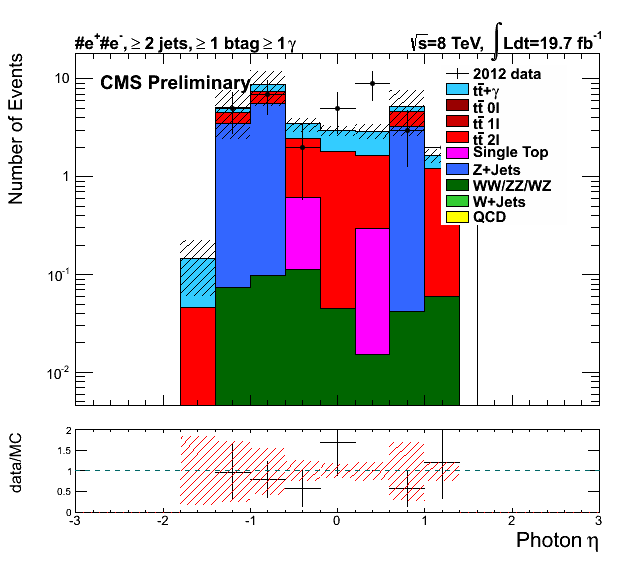 #e⁺#e⁻, ≥ 2 jets, ≥ 1 btag ≥ 1 γ
√s=8 TeV, ∫Ldt=19.7 fb⁻¹
CMS Preliminary
Number of Events
10
1
10⁻¹
10⁻²
2012 data
tt̄+γ
tt̄ 0l
tt̄ 1l
tt̄ 2l
Single Top
Z+Jets
WW/ZZ/WZ
W+Jets
QCD
data/MC
2
1.5
1
0.5
0
-3 -2 -1 0 1 2 3
Photon η